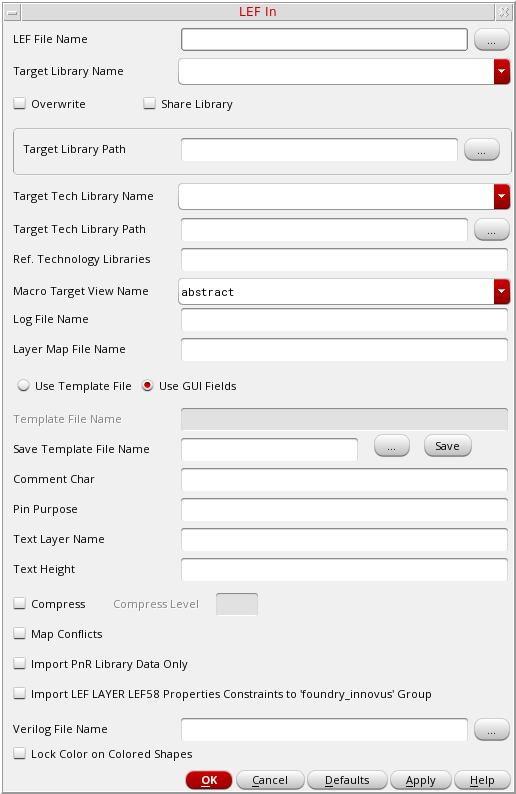 LEF In
LEF File Name ...
Target Library Name
Overwrite Share Library
Target Library Path ...
Target Tech Library Name
Target Tech Library Path ...
Ref. Technology Libraries
Macro Target View Name abstract
Log File Name
Layer Map File Name
Use Template File Use GUI Fields
Template File Name
Save Template File Name ... Save
Comment Char
Pin Purpose
Text Layer Name
Text Height
Compress Compress Level
Map Conflicts
Import PnR Library Data Only
Import LEF LAYER LEF58 Properties Constraints to 'foundry_innovus' Group
Verilog File Name ...
Lock Color on Colored Shapes
OK Cancel Defaults Apply Help